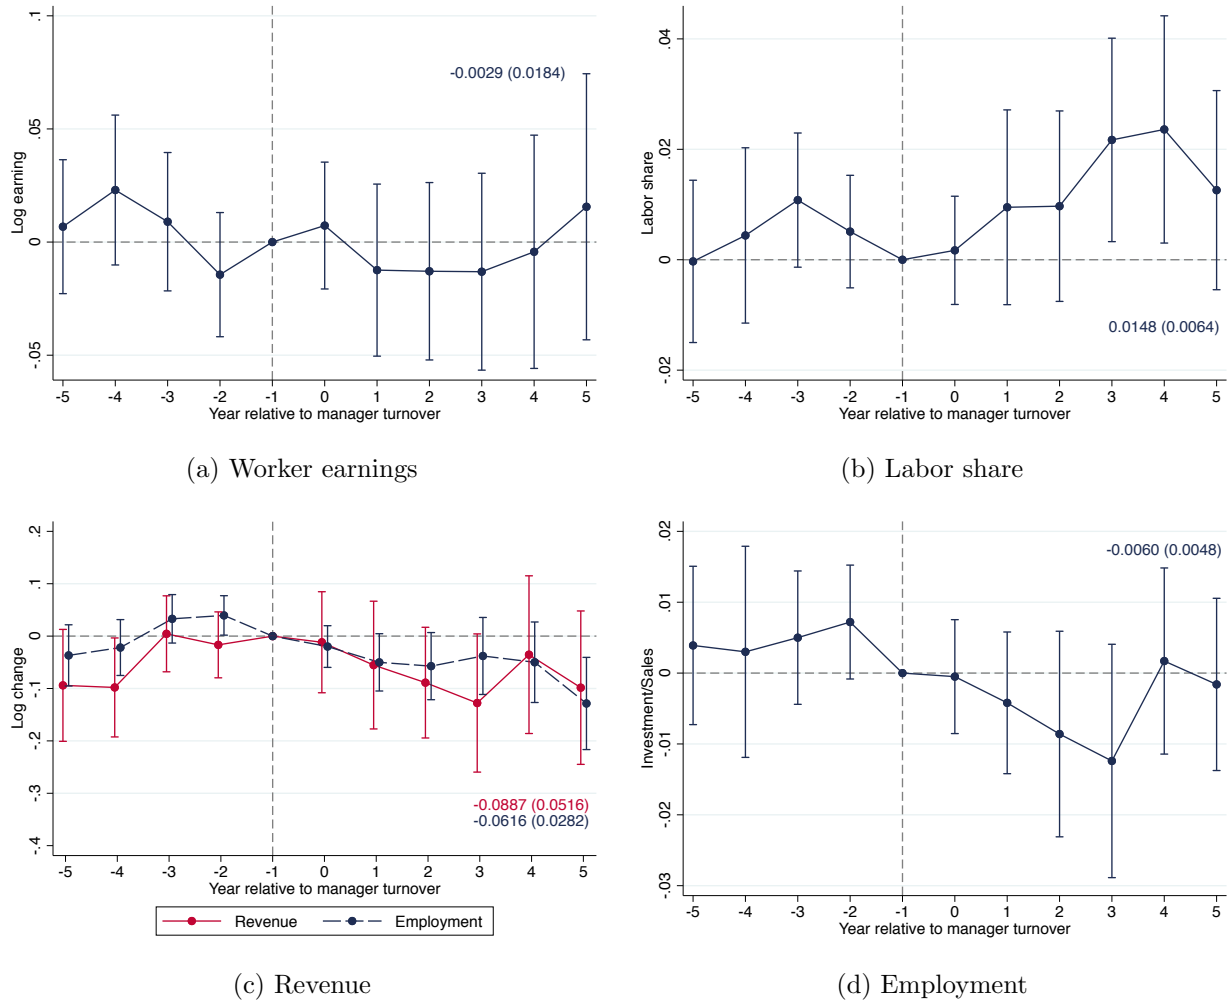 .1
.05
0
-.05
Log earning
-0.0029 (0.0184)
-5 -4 -3 -2 -1 0 1 2 3 4 5
Year relative to manager turnover
(a) Worker earnings
.04
.02
0
-.02
Labor share
0.0148 (0.0064)
-5 -4 -3 -2 -1 0 1 2 3 4 5
Year relative to manager turnover
(b) Labor share
.2
.1
0
-.1
-.2
-.3
-.4
Log change
-0.0887 (0.0516)
-0.0616 (0.0282)
-5 -4 -3 -2 -1 0 1 2 3 4 5
Year relative to manager turnover
Revenue Employment
(c) Revenue
.02
.01
0
-.01
-.02
-.03
Investment/Sales
-0.0060 (0.0048)
-5 -4 -3 -2 -1 0 1 2 3 4 5
Year relative to manager turnover
(d) Employment